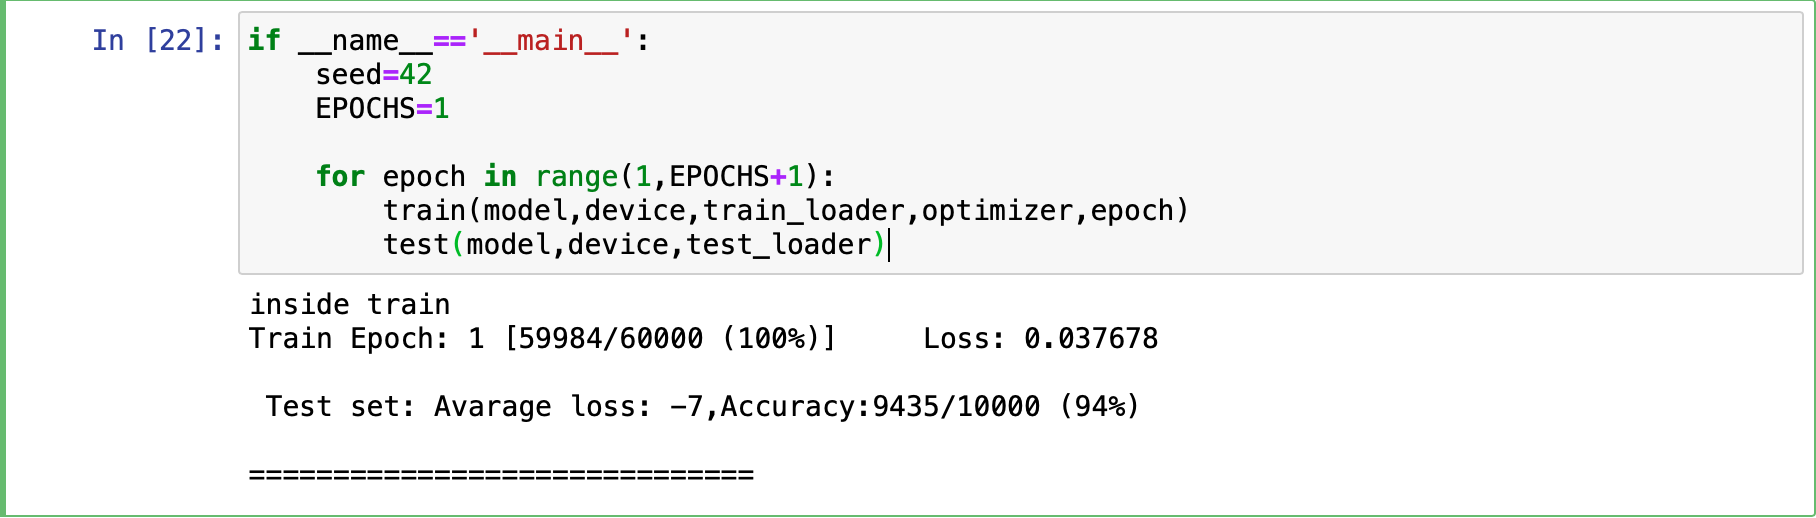 In [22]: if __name__=='__main__':
    seed=42
    EPOCHS=1

    for epoch in range(1,EPOCHS+1):
        train(model,device,train_loader,optimizer,epoch)
        test(model,device,test_loader)
inside train
Train Epoch: 1 [59984/60000 (100%)]     Loss: 0.037678

 Test set: Avarage loss: -7,Accuracy:9435/10000 (94%)

==============================